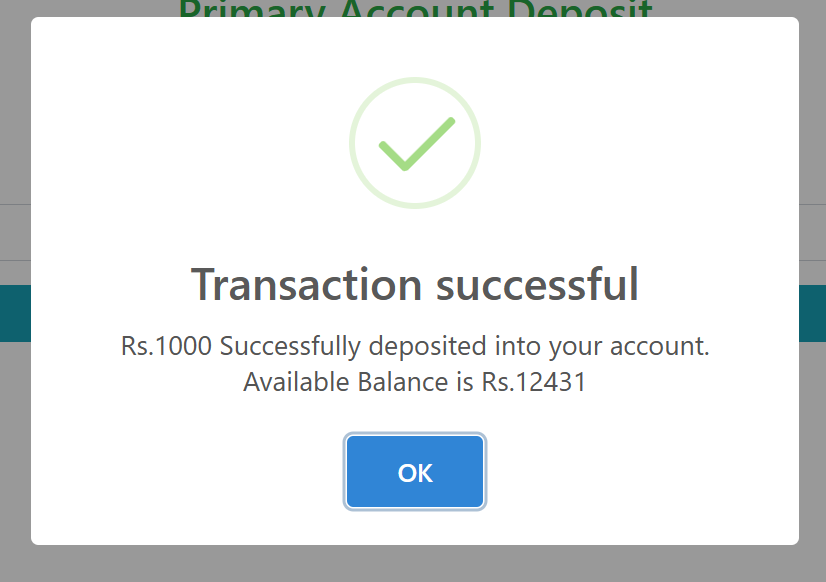 Primary Account Deposit
Transaction successful
Rs.1000 Successfully deposited into your account.
Available Balance is Rs.12431
OK